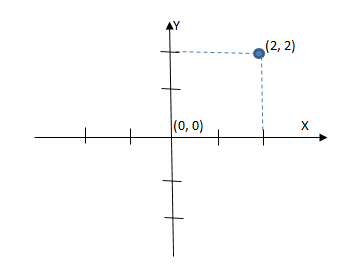 Y
(2, 2)
(0, 0)
X